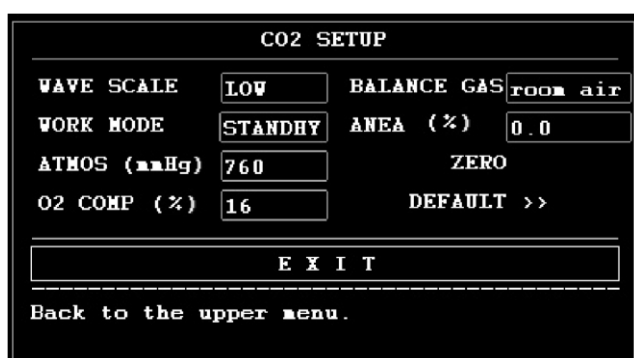 CO2 SETUP
WAVE SCALE LOW BALANCE GAS room air
WORK MODE STANDBY ANEA (%) 0.0
ATMOS (mmHg) 760 ZERO
O2 COMP (%) 16 DEFAULT >>
E X I T
Back to the upper menu.